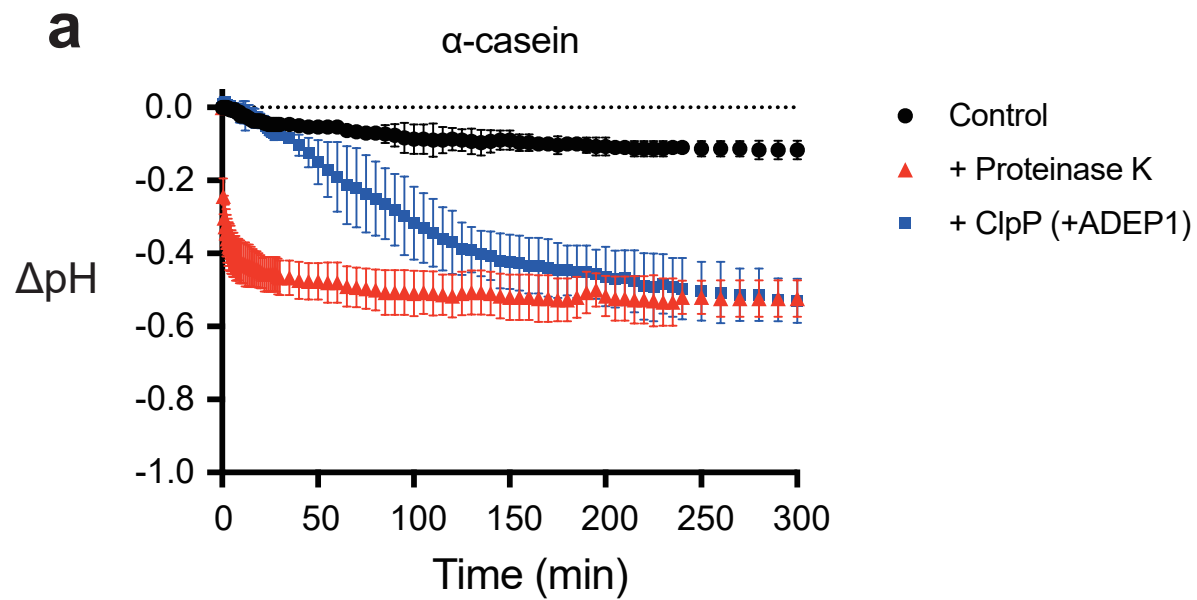 a
α-casein
0.0
-0.2
-0.4
-0.6
-0.8
-1.0
ΔpH
0 50 100 150 200 250 300
Time (min)
Control
+ Proteinase K
+ ClpP (+ADEP1)